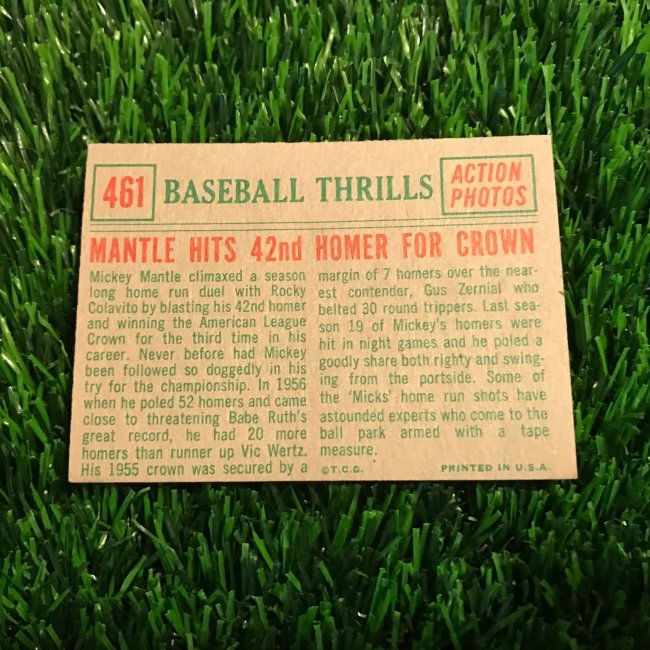 461
BASEBALL THRILLS
ACTION
PHOTOS
MANTLE HITS 42nd HOMER FOR CROWN
Mickey Mantle climaxed a season
long home run duel with Rocky
Colavito by blasting his 42nd homer
and winning the American League
Crown for the third time in his
career. Never before had Mickey
been followed so doggedly in his
try for the championship. In 1956
when he poled 52 homers and came
close to threatening Babe Ruth's
great record, he had 20 more
homers than runner up Vic Wertz.
His 1955 crown was secured by a
margin of 7 homers over the near-
est contender, Gus Zernial who
belted 30 round trippers. Last sea-
son 19 of Mickey's homers were
hit in night games and he poled a
goodly share both righty and swing-
ing from the portside. Some of
the 'Micks' home run shots have
astounded experts who come to the
ball park armed with a tape
measure.
©T.C.G.
PRINTED IN U.S.A.